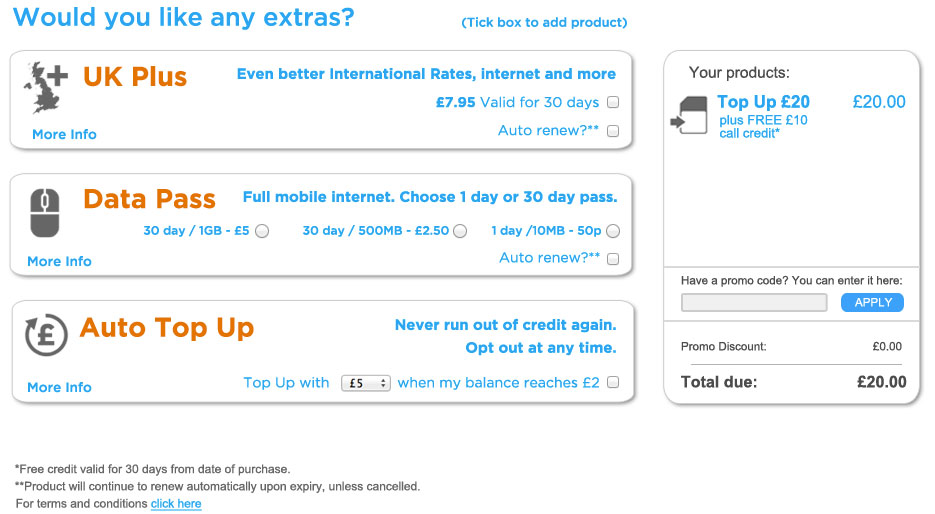 Would you like any extras?
(Tick box to add product)
UK Plus
Even better International Rates, internet and more
£7.95 Valid for 30 days
Auto renew?**
More Info
Data Pass
Full mobile internet. Choose 1 day or 30 day pass.
30 day / 1GB - £5
30 day / 500MB - £2.50
1 day /10MB - 50p
Auto renew?**
More Info
£
Auto Top Up
Never run out of credit again.
Opt out at any time.
Top Up with £5 when my balance reaches £2
More Info
Your products:
Top Up £20 £20.00
plus FREE £10
call credit*
Have a promo code? You can enter it here:
APPLY
Promo Discount: £0.00
Total due: £20.00
*Free credit valid for 30 days from date of purchase.
**Product will continue to renew automatically upon expiry, unless cancelled.
For terms and conditions click here